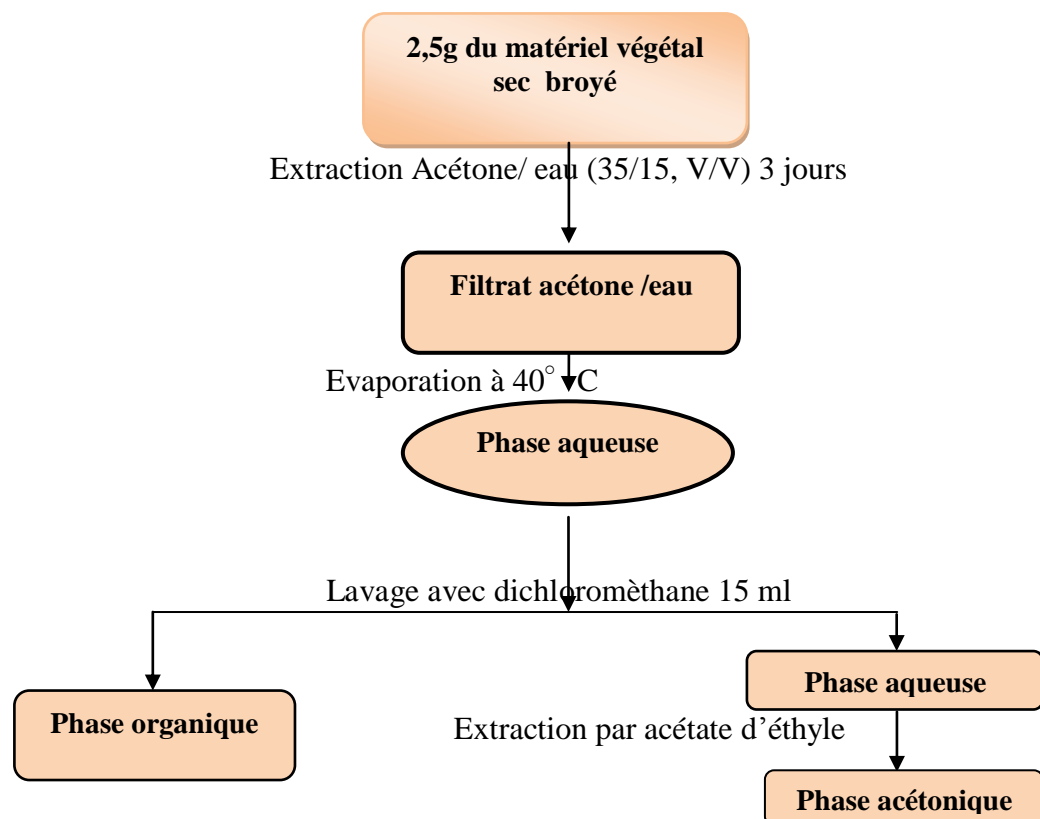 2,5g du matériel végétal
sec broyé
Extraction Acétone/ eau (35/15, V/V) 3 jours
Filtrat acétone /eau
Evaporation à 40° C
Phase aqueuse
Lavage avec dichloromèthane 15 ml
Phase organique
Phase aqueuse
Extraction par acétate d’éthyle
Phase acétonique